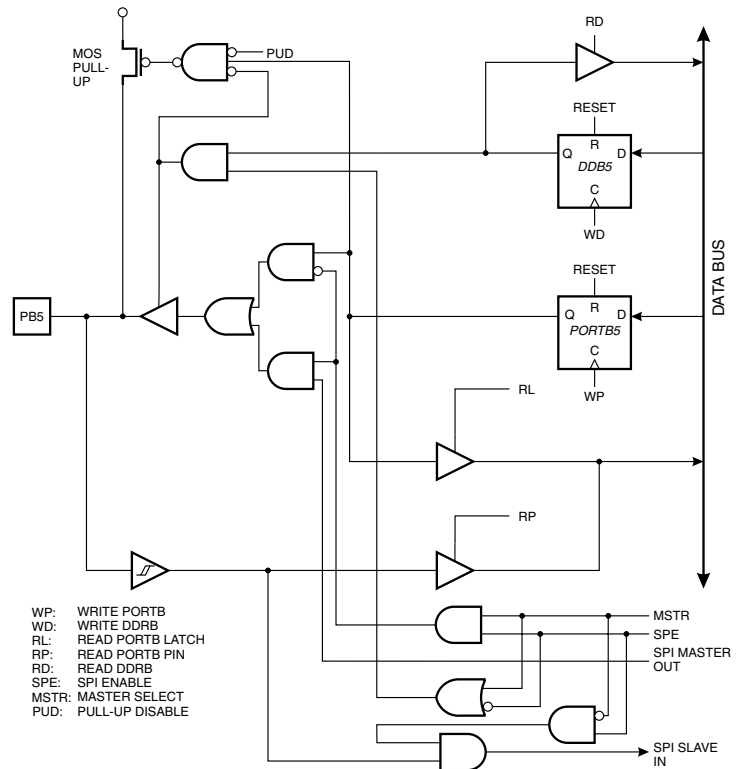 RD
MOS
PULL-
UP
PUD
RESET
R
Q
D
DDB5
C
WD
DATA BUS
RESET
R
Q
D
PORTB5
C
WP
PB5
RL
RP
WP: WRITE PORTB
WD: WRITE DDRB
RL: READ PORTB LATCH
RP: READ PORTB PIN
RD: READ DDRB
SPE: SPI ENABLE
MSTR: MASTER SELECT
PUD: PULL-UP DISABLE
MSTR
SPE
SPI MASTER
OUT
SPI SLAVE
IN